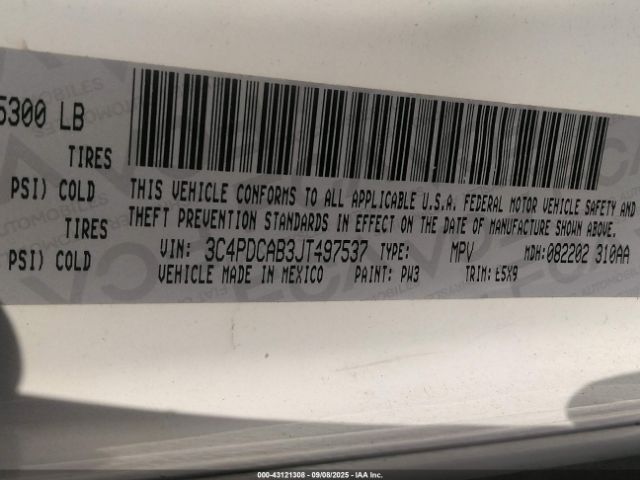 5300 LB
TIRES
PSI) COLD
TIRES
PSI) COLD
THIS VEHICLE CONFORMS TO ALL APPLICABLE U.S.A. FEDERAL MOTOR VEHICLE SAFETY AND
THEFT PREVENTION STANDARDS IN EFFECT ON THE DATE OF MANUFACTURE SHOWN ABOVE.
VIN: 3C4PDCAB3JT497537 TYPE: MPV MDH: 082202 310AA
VEHICLE MADE IN MEXICO PAINT: PW3 TRIM: E5X9
000-43121308 - 09/08/2025 - IAA Inc.